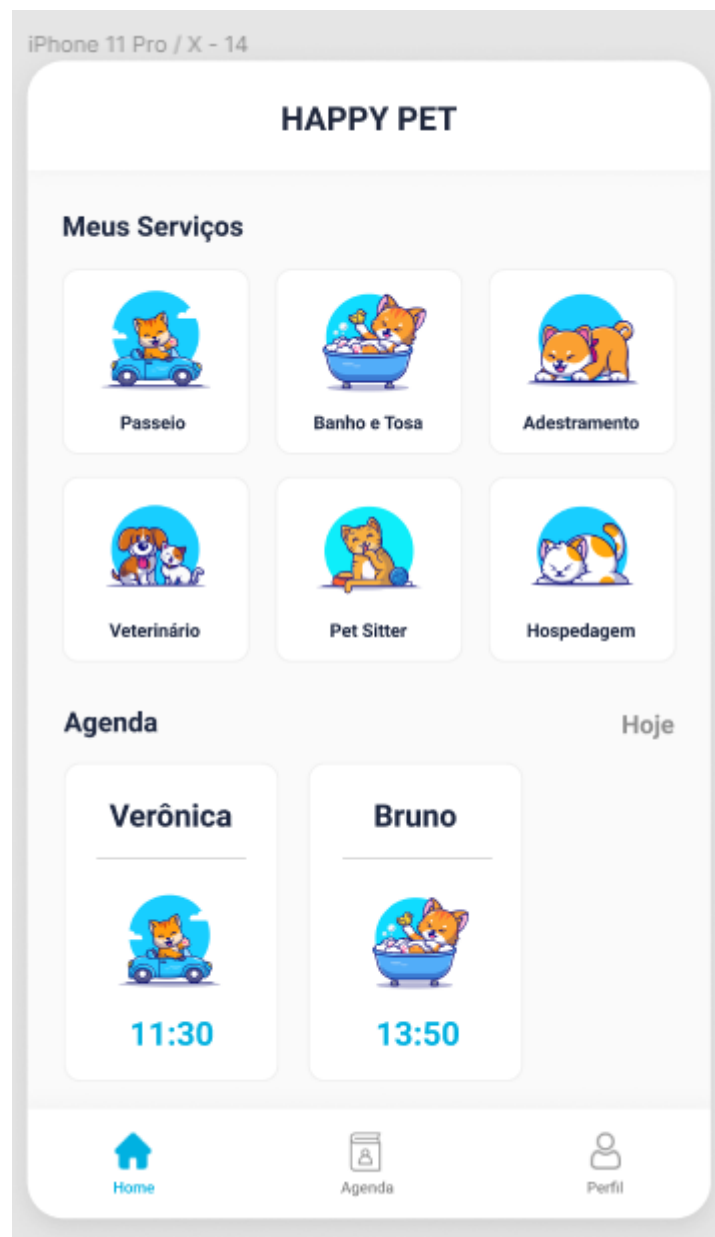 iPhone 11 Pro / X - 14
HAPPY PET
Meus Serviços
Passeio
Banho e Tosa
Adestramento
Veterinário
Pet Sitter
Hospedagem
Agenda
Hoje
Verônica
Bruno
11:30
13:50
Home
Agenda
Perfil